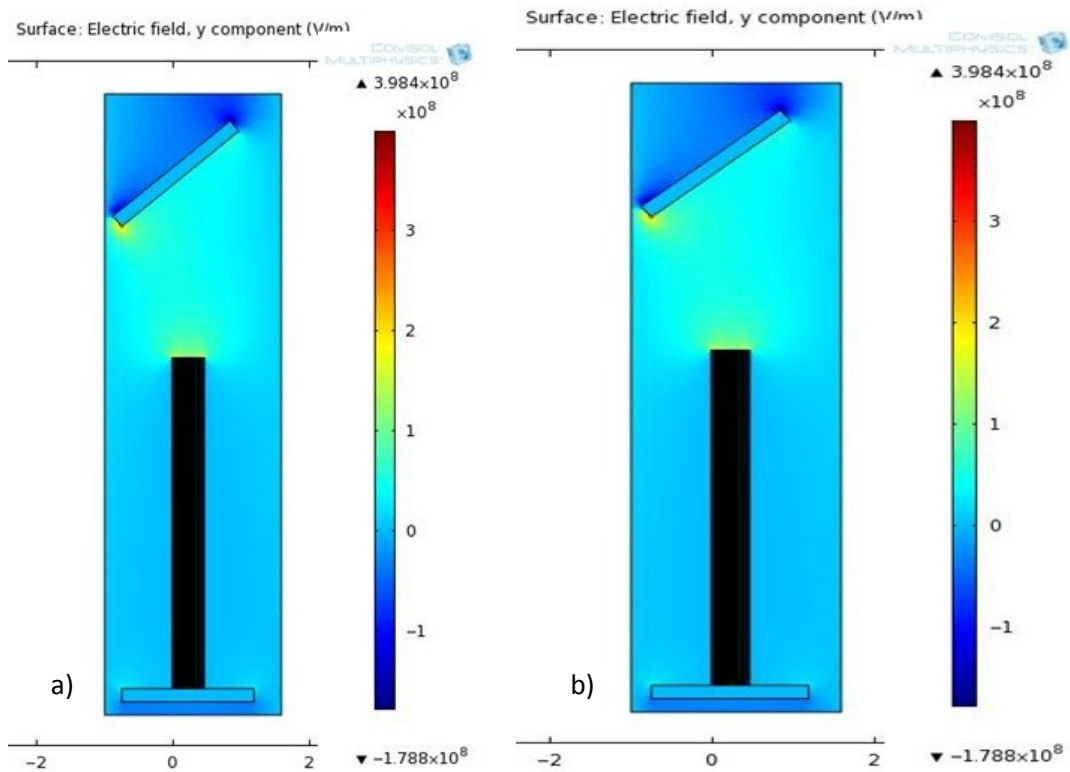 Surface: Electric field, y component (V/m)
COMSOL
MULTIPHYSICS
▲ 3.984×10⁸
×10⁸
3
2
1
0
−1
▼ −1.788×10⁸
−2 0 2
a)
Surface: Electric field, y component (V/m)
COMSOL
MULTIPHYSICS
▲ 3.984×10⁸
×10⁸
3
2
1
0
−1
▼ −1.788×10⁸
−2 0 2
b)